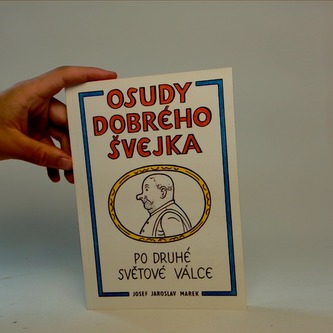 OSUDY
DOBRÉHO
ŠVEJKA
PO DRUHÉ
SVĚTOVÉ VÁLCE
JOSEF JAROSLAV MAREK